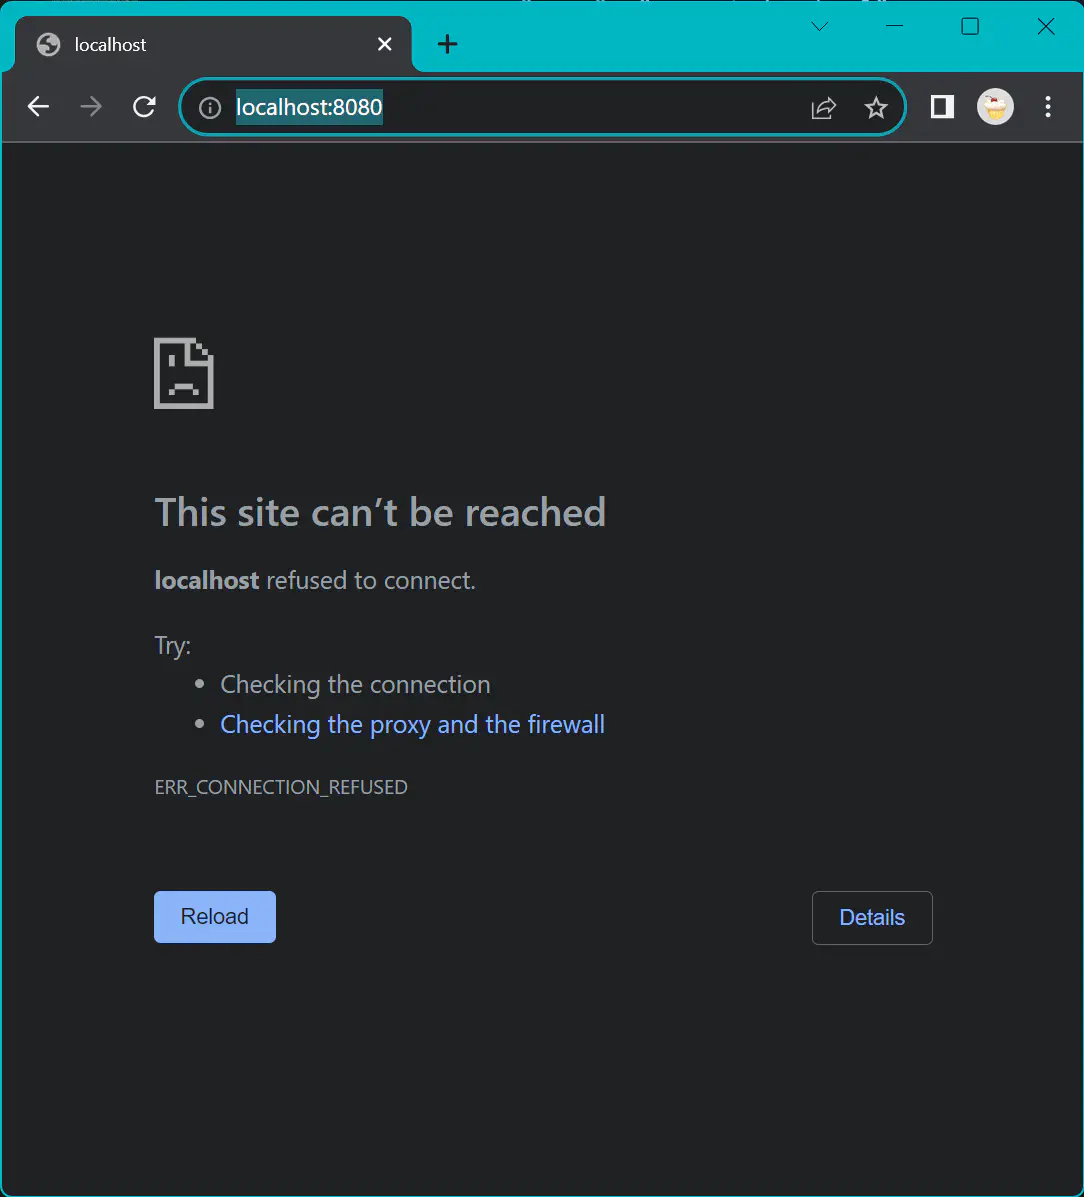 localhost
localhost:8080
This site can’t be reached
localhost refused to connect.
Try:
Checking the connection
Checking the proxy and the firewall
ERR_CONNECTION_REFUSED
Reload
Details